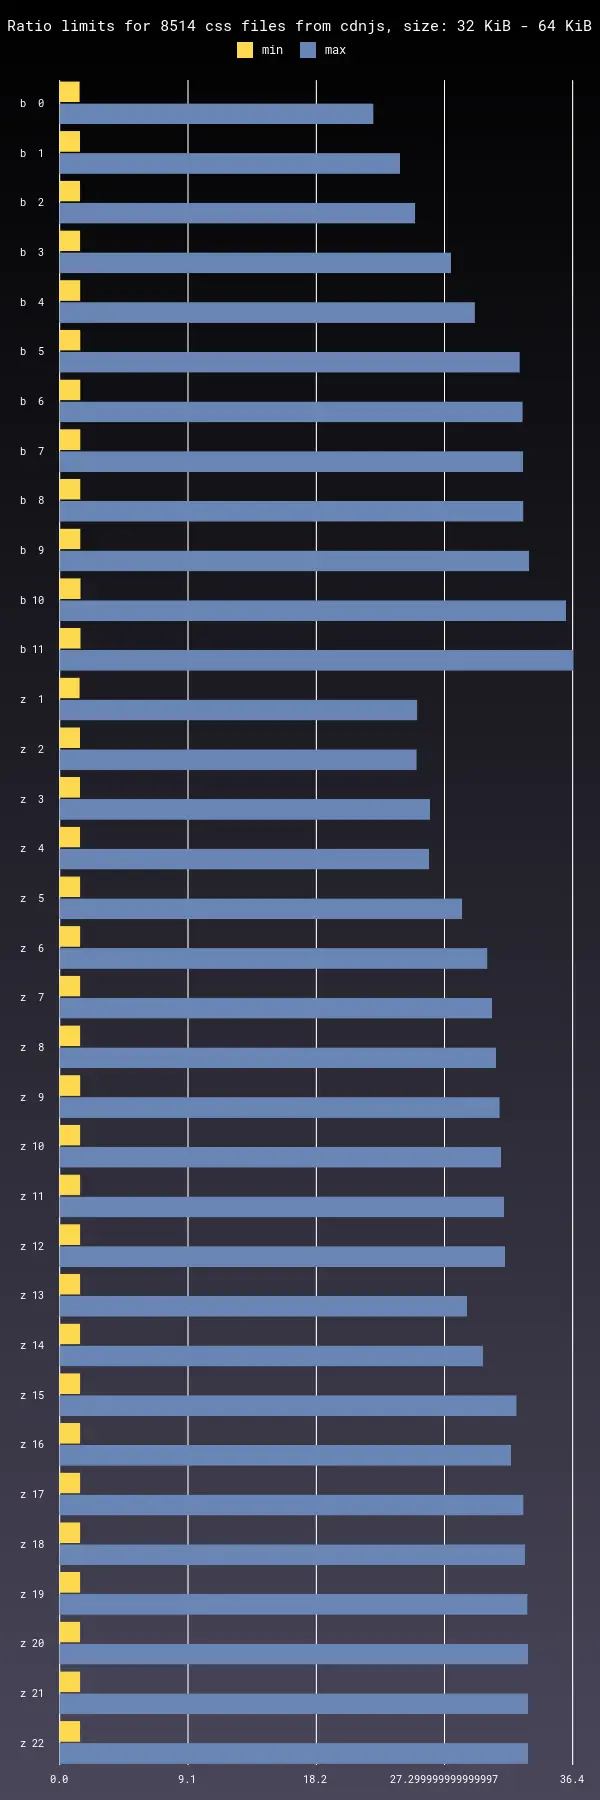 Ratio limits for 8514 css files from cdnjs, size: 32 KiB - 64 KiB
min max
b 0
b 1
b 2
b 3
b 4
b 5
b 6
b 7
b 8
b 9
b 10
b 11
z 1
z 2
z 3
z 4
z 5
z 6
z 7
z 8
z 9
z 10
z 11
z 12
z 13
z 14
z 15
z 16
z 17
z 18
z 19
z 20
z 21
z 22
0.0 9.1 18.2 27.299999999999997 36.4